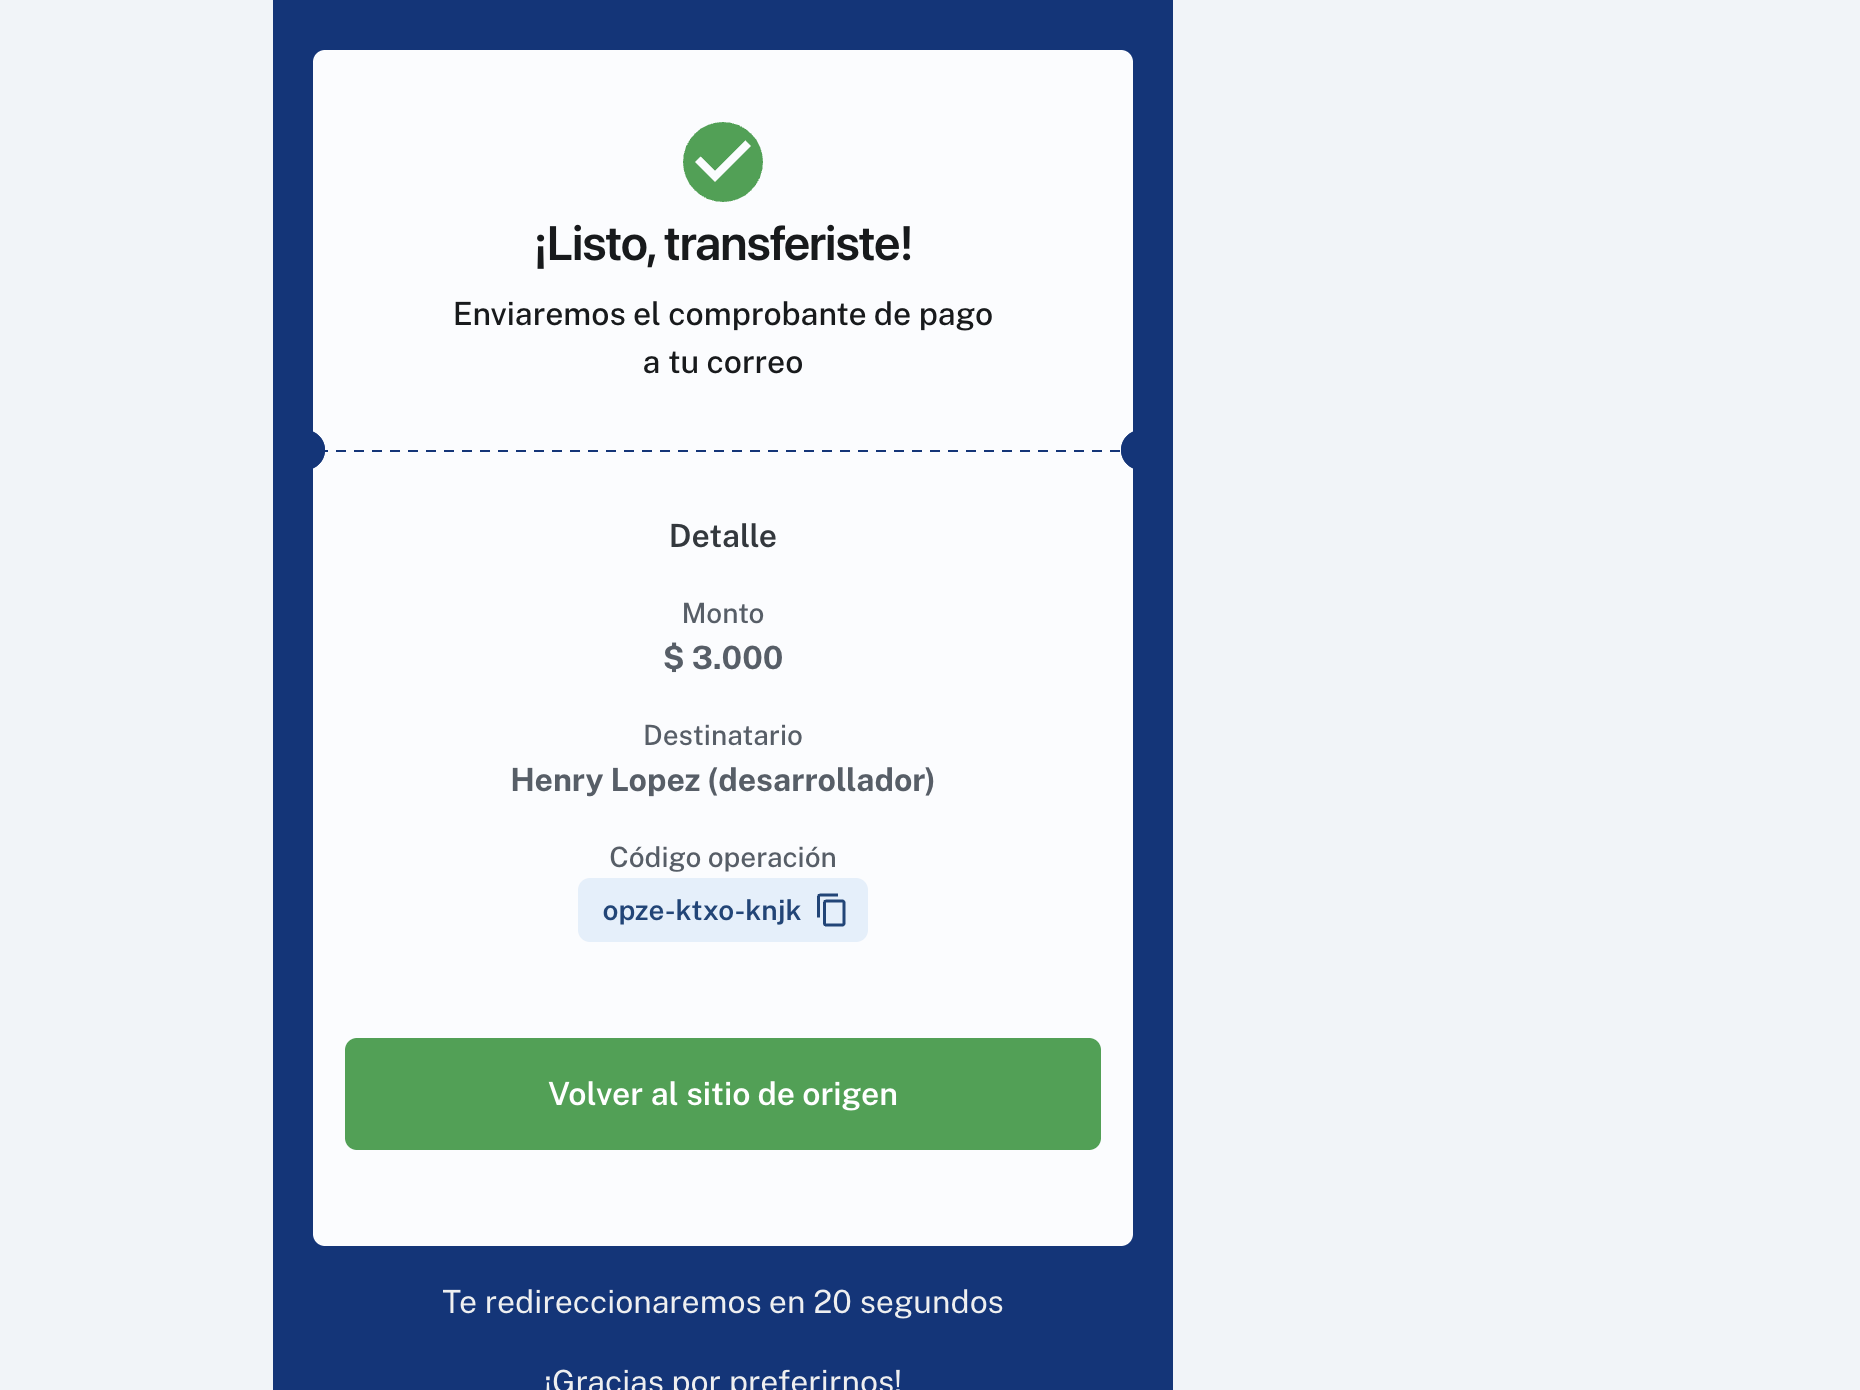 ¡Listo, transferiste!
Enviaremos el comprobante de pago
a tu correo
Detalle
Monto
$ 3.000
Destinatario
Henry Lopez (desarrollador)
Código operación
opze-ktxo-knjk
Volver al sitio de origen
Te redireccionaremos en 20 segundos
¡Gracias por preferirnos!